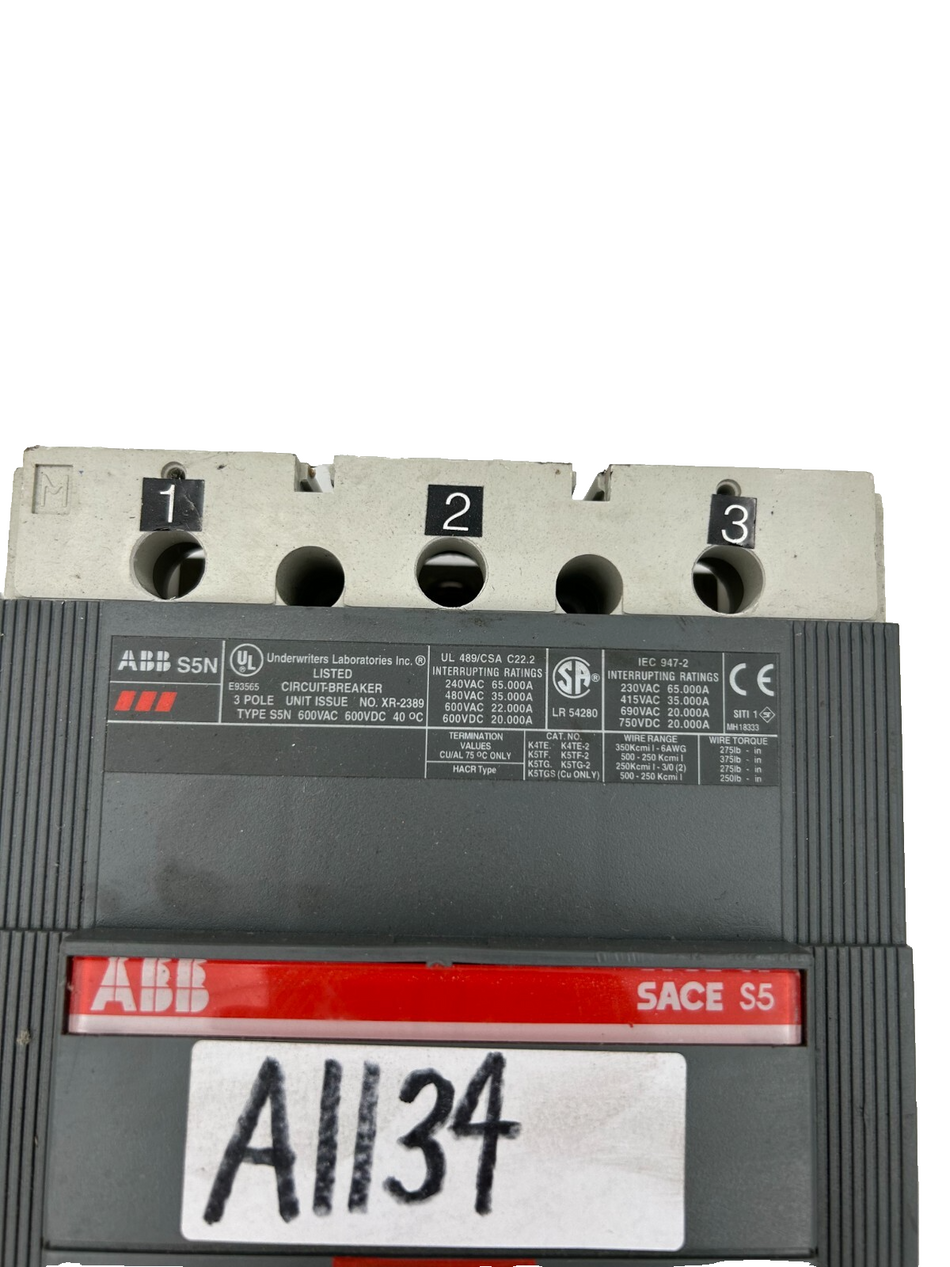 M
1
2
3
ABB S5N
UL®
Underwriters Laboratories Inc.®
LISTED
E93565
CIRCUIT-BREAKER
3 POLE UNIT ISSUE NO. XR-2389
TYPE S5N 600VAC 600VDC 40 ºC
UL 489/CSA C22.2
INTERRUPTING RATINGS
240VAC 65.000A
480VAC 35.000A
600VAC 22.000A
600VDC 20.000A
SA®
LR 54280
IEC 947-2
INTERRUPTING RATINGS
230VAC 65.000A
415VAC 35.000A
690VAC 20.000A
750VDC 20.000A
CE
SITI 1
MH18333
TERMINATION
VALUES
CU/AL 75 ºC ONLY
HACR Type
CAT. NO.
K4TE. K4TE-2
K5TF. K5TF-2
K5TG. K5TG-2
K5TGS (Cu ONLY)
WIRE RANGE
350Kcmil - 6AWG
500 - 250 Kcmil
250Kcmil - 3/0 (2)
500 - 250 Kcmil
WIRE TORQUE
275lb - in
375lb - in
275lb - in
250lb - in
ABB
SACE S5
A1134